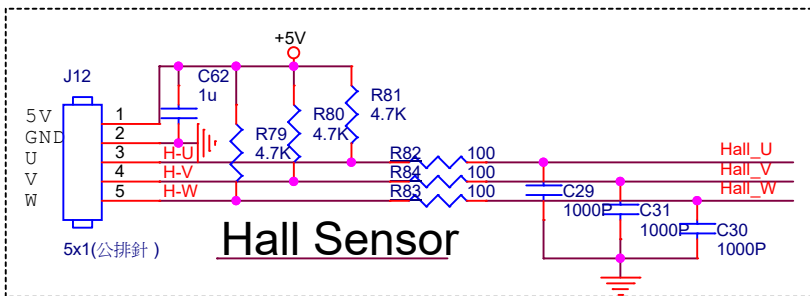 +5V
J12
C62
1u
R81
4.7K
R80
4.7K
R79
4.7K
5V
GND
U
V
W
1
2
3
4
5
H-U
H-V
H-W
R82
100
R84
100
R83
100
Hall_U
Hall_V
Hall_W
C29
1000P
C31
1000P
C30
1000P
5x1(公排針 )
Hall Sensor